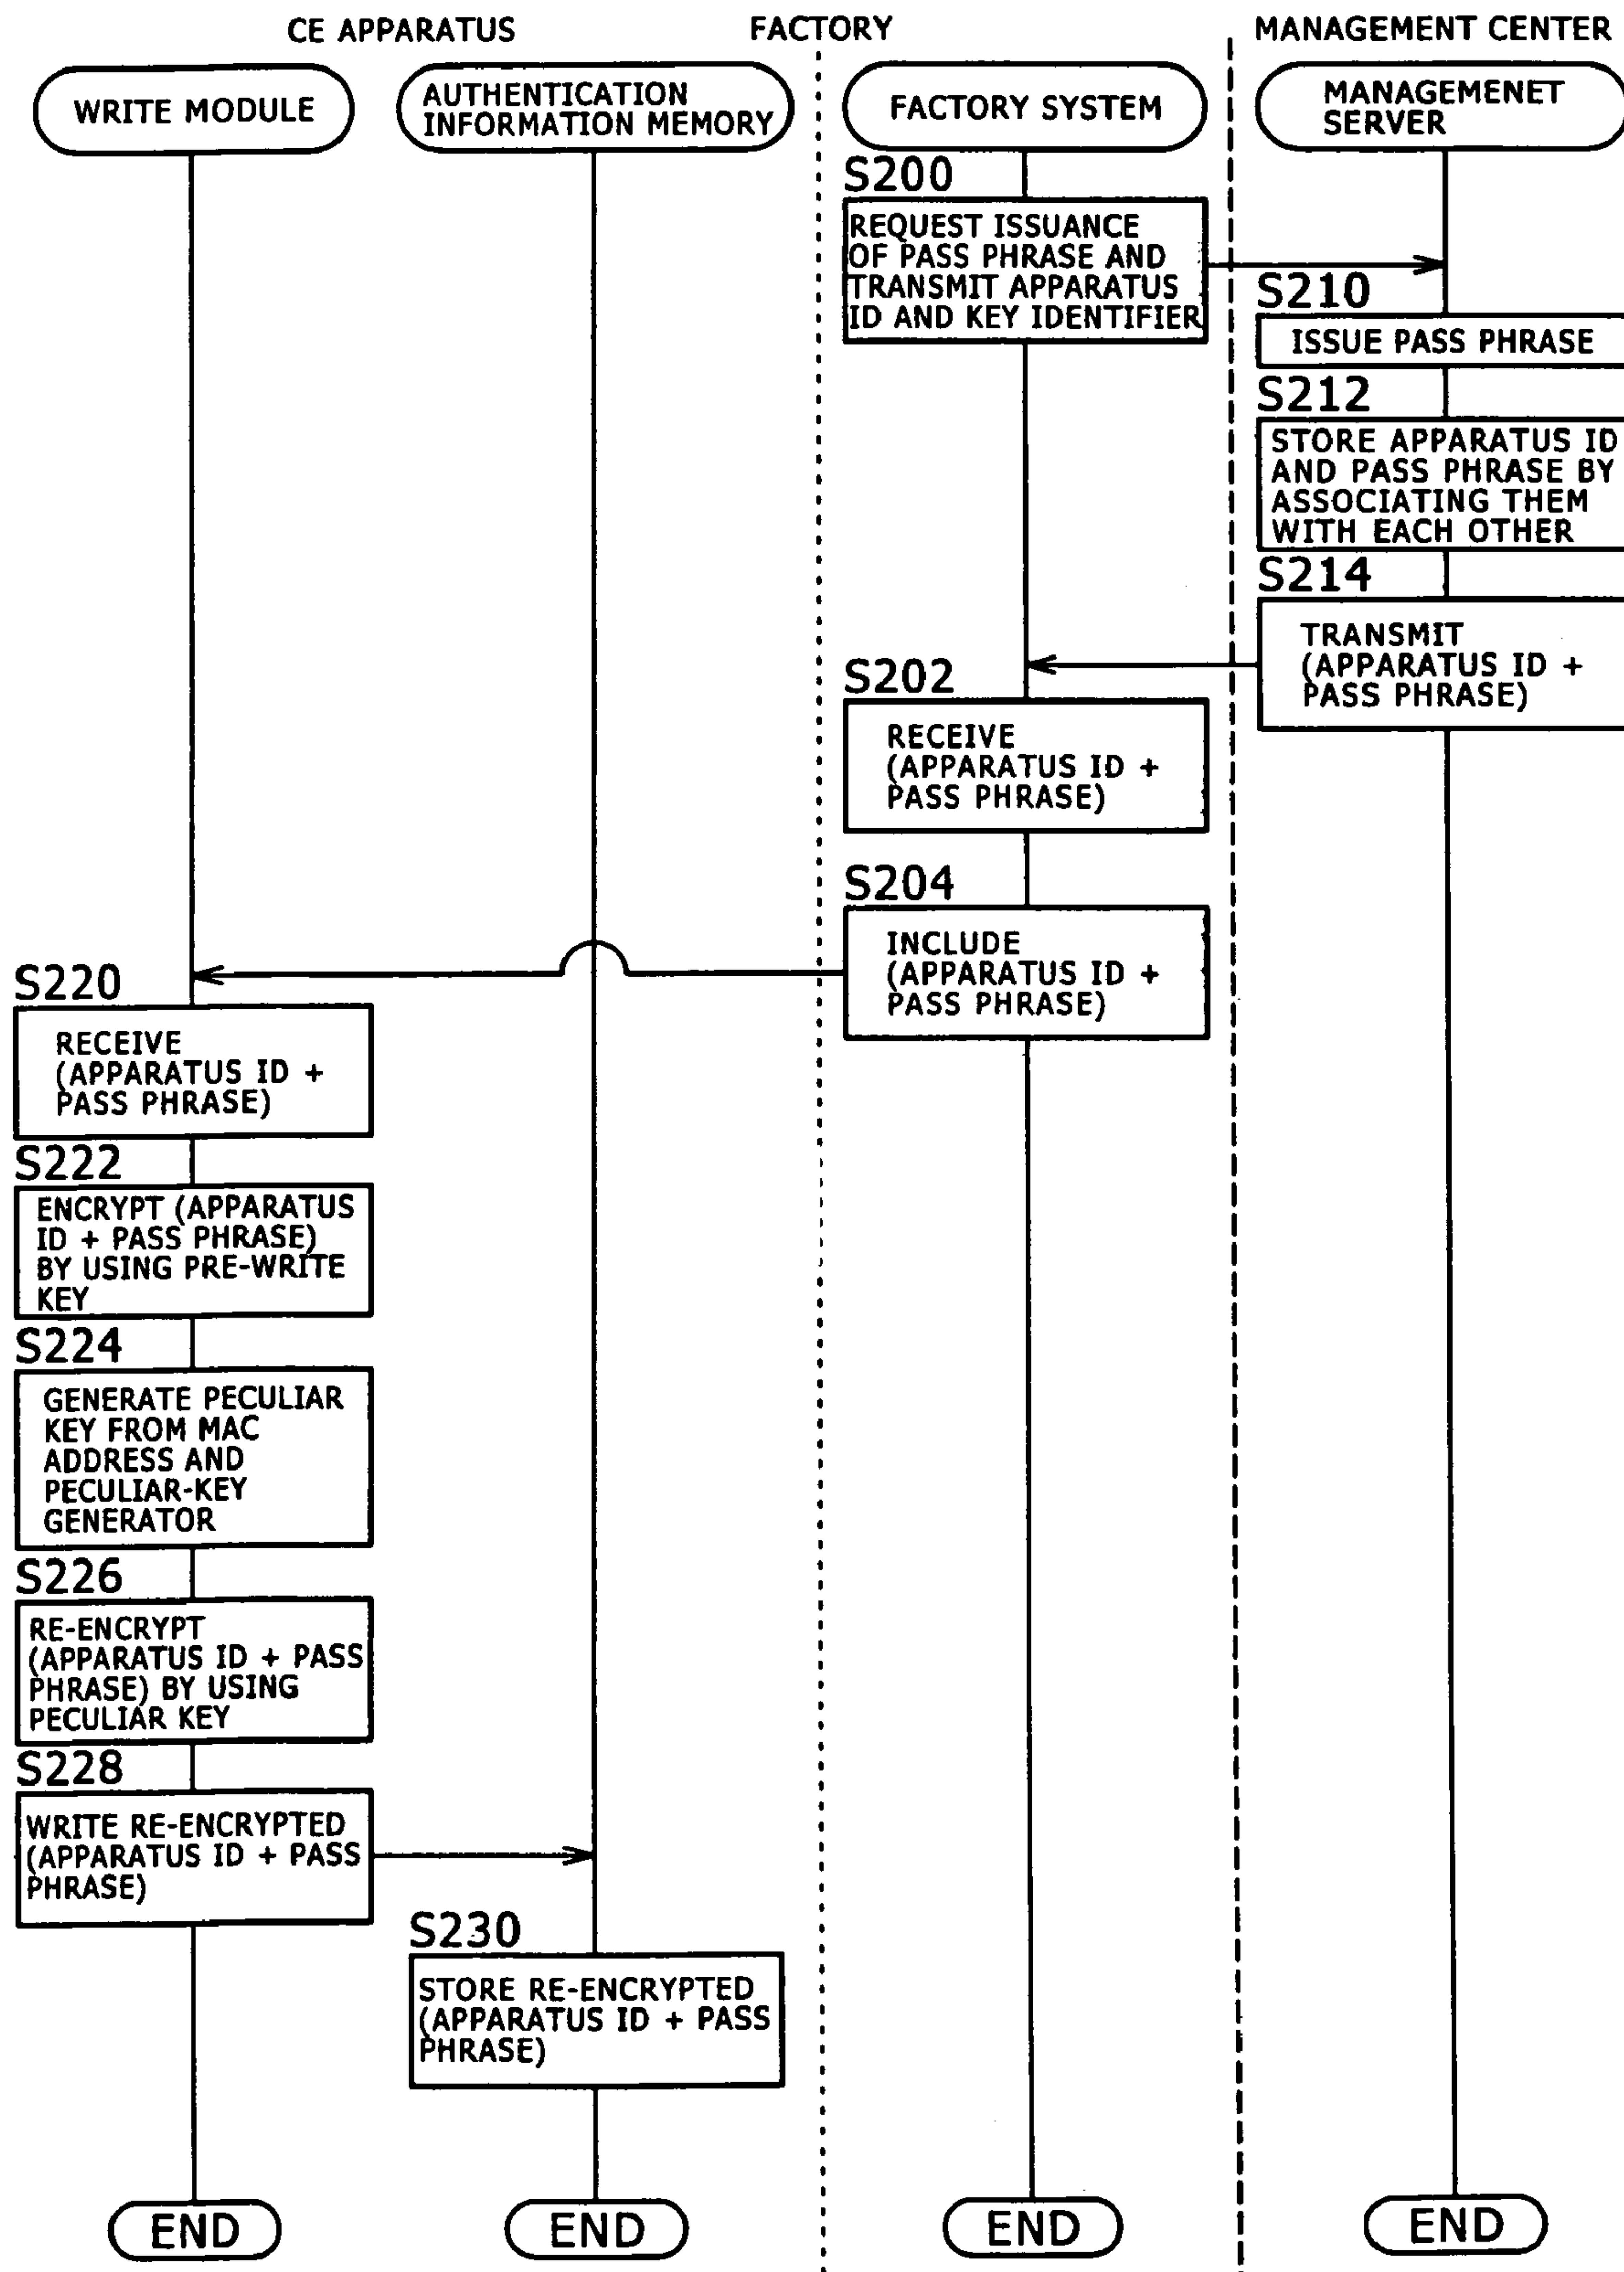 CE APPARATUS
FACTORY
MANAGEMENT CENTER
WRITE MODULE
AUTHENTICATION
INFORMATION MEMORY
FACTORY SYSTEM
MANAGEMENET
SERVER
S200
REQUEST ISSUANCE
OF PASS PHRASE AND
TRANSMIT APPARATUS
ID AND KEY IDENTIFIER
S210
ISSUE PASS PHRASE
S212
STORE APPARATUS ID
AND PASS PHRASE BY
ASSOCIATING THEM
WITH EACH OTHER
S214
TRANSMIT
(APPARATUS ID +
PASS PHRASE)
S202
RECEIVE
(APPARATUS ID +
PASS PHRASE)
S204
INCLUDE
(APPARATUS ID +
PASS PHRASE)
S220
RECEIVE
(APPARATUS ID +
PASS PHRASE)
S222
ENCRYPT (APPARATUS
ID + PASS PHRASE)
BY USING PRE-WRITE
KEY
S224
GENERATE PECULIAR
KEY FROM MAC
ADDRESS AND
PECULIAR-KEY
GENERATOR
S226
RE-ENCRYPT
(APPARATUS ID + PASS
PHRASE) BY USING
PECULIAR KEY
S228
WRITE RE-ENCRYPTED
(APPARATUS ID + PASS
PHRASE)
S230
STORE RE-ENCRYPTED
(APPARATUS ID + PASS
PHRASE)
END
END
END
END